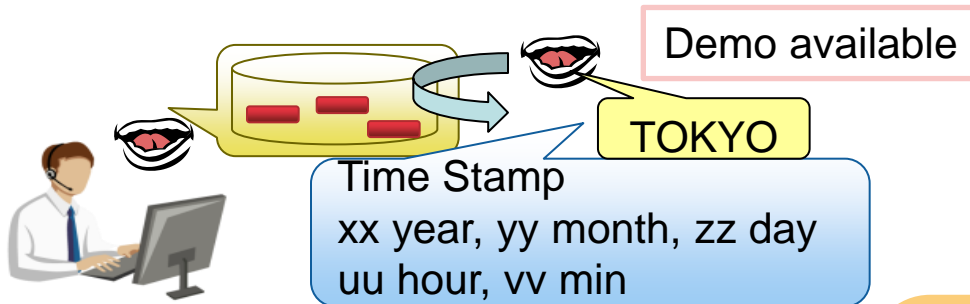 Demo available
TOKYO
Time Stamp
xx year, yy month, zz day
uu hour, vv min